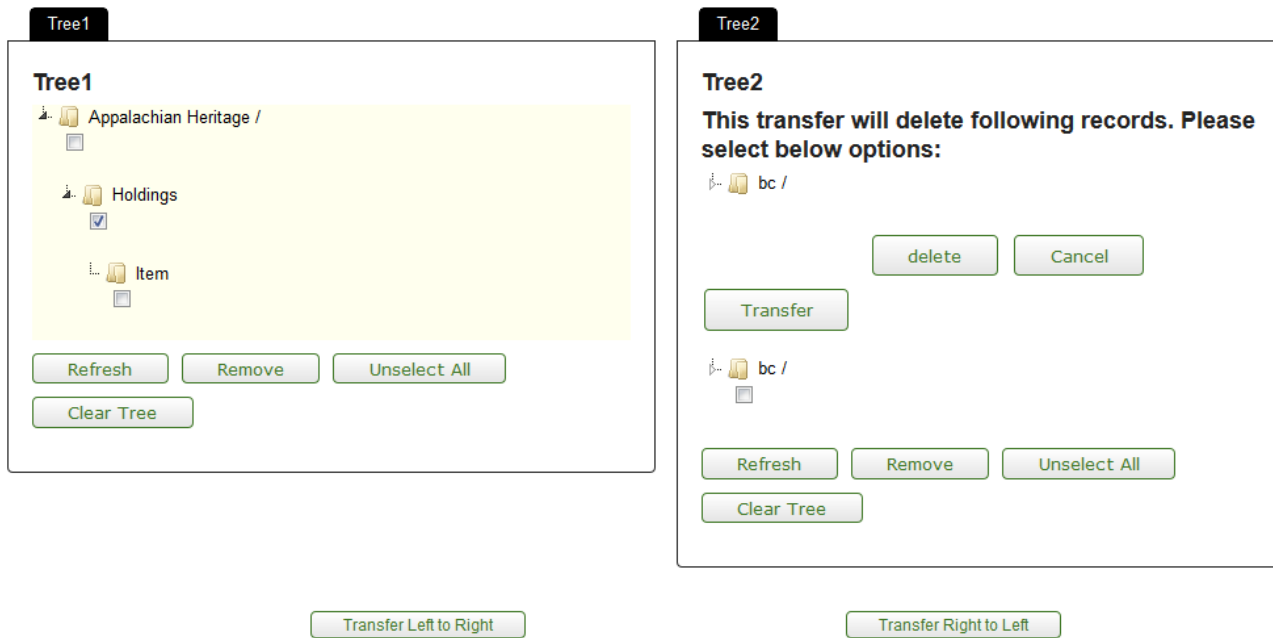 Tree1
Tree1
Appalachian Heritage /
Holdings
Item
Refresh Remove Unselect All
Clear Tree
Tree2
Tree2
This transfer will delete following records. Please
select below options:
bc /
delete Cancel
Transfer
bc /
Refresh Remove Unselect All
Clear Tree
Transfer Left to Right Transfer Right to Left